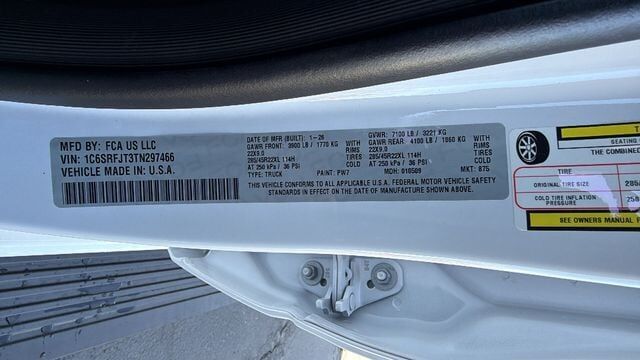 MFD BY: FCA US LLC
VIN: 1C6SRFJT3TN297466
VEHICLE MADE IN U.S.A.
DATE OF MFR (BUILT): 1-26
GAWR FRONT: 3900 LB / 1770 KG
22X9.0 RIMS
285/45R22XL 114H TIRES
AT 250 kPa / 36 PSI COLD
TYPE: TRUCK
PAINT: PW7
GVWR: 7100 LB / 3221 KG
GAWR REAR: 4100 LB / 1860 KG
22X9.0 RIMS
285/45R22XL 114H TIRES
AT 250 kPa / 36 PSI COLD
MDH: 010509
MKT: 875
VEHICLE CONFORMS TO ALL APPLICABLE U.S.A. FEDERAL MOTOR VEHICLE SAFETY
STANDARDS IN EFFECT ON THE DATE OF MANUFACTURE SHOWN ABOVE
SEATING
THE COMBINED
TIRE
ORIGINAL TIRE SIZE
COLD TIRE INFLATION
PRESSURE
SEE OWNERS MANUAL